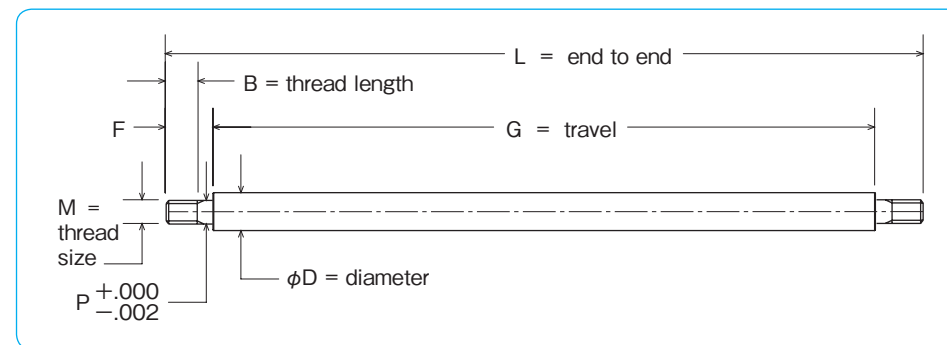 L = end to end
B = thread length
F
G = travel
M =
thread
size
φD = diameter
P +.000
−.002